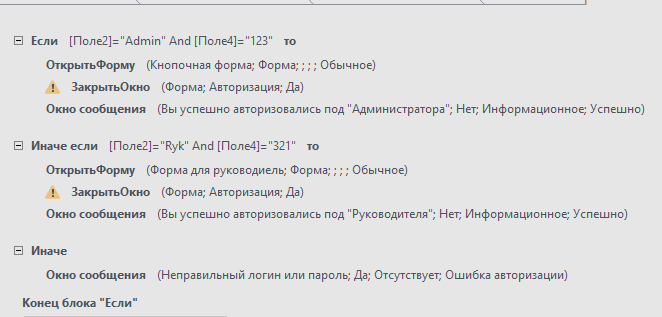 Если [Поле2]="Admin" And [Поле4]="123" то
ОткрытьФорму (Кнопочная форма; Форма; ; ; ; Обычное)
ЗакрытьОкно (Форма; Авторизация; Да)
Окно сообщения (Вы успешно авторизовались под "Администратора"; Нет; Информационное; Успешно)
Иначе если [Поле2]="Ryk" And [Поле4]="321" то
ОткрытьФорму (Форма для руководиель; Форма; ; ; ; Обычное)
ЗакрытьОкно (Форма; Авторизация; Да)
Окно сообщения (Вы успешно авторизовались под "Руководителя"; Нет; Информационное; Успешно)
Иначе
Окно сообщения (Неправильный логин или пароль; Да; Отсутствует; Ошибка авторизации)
Конец блока "Если"